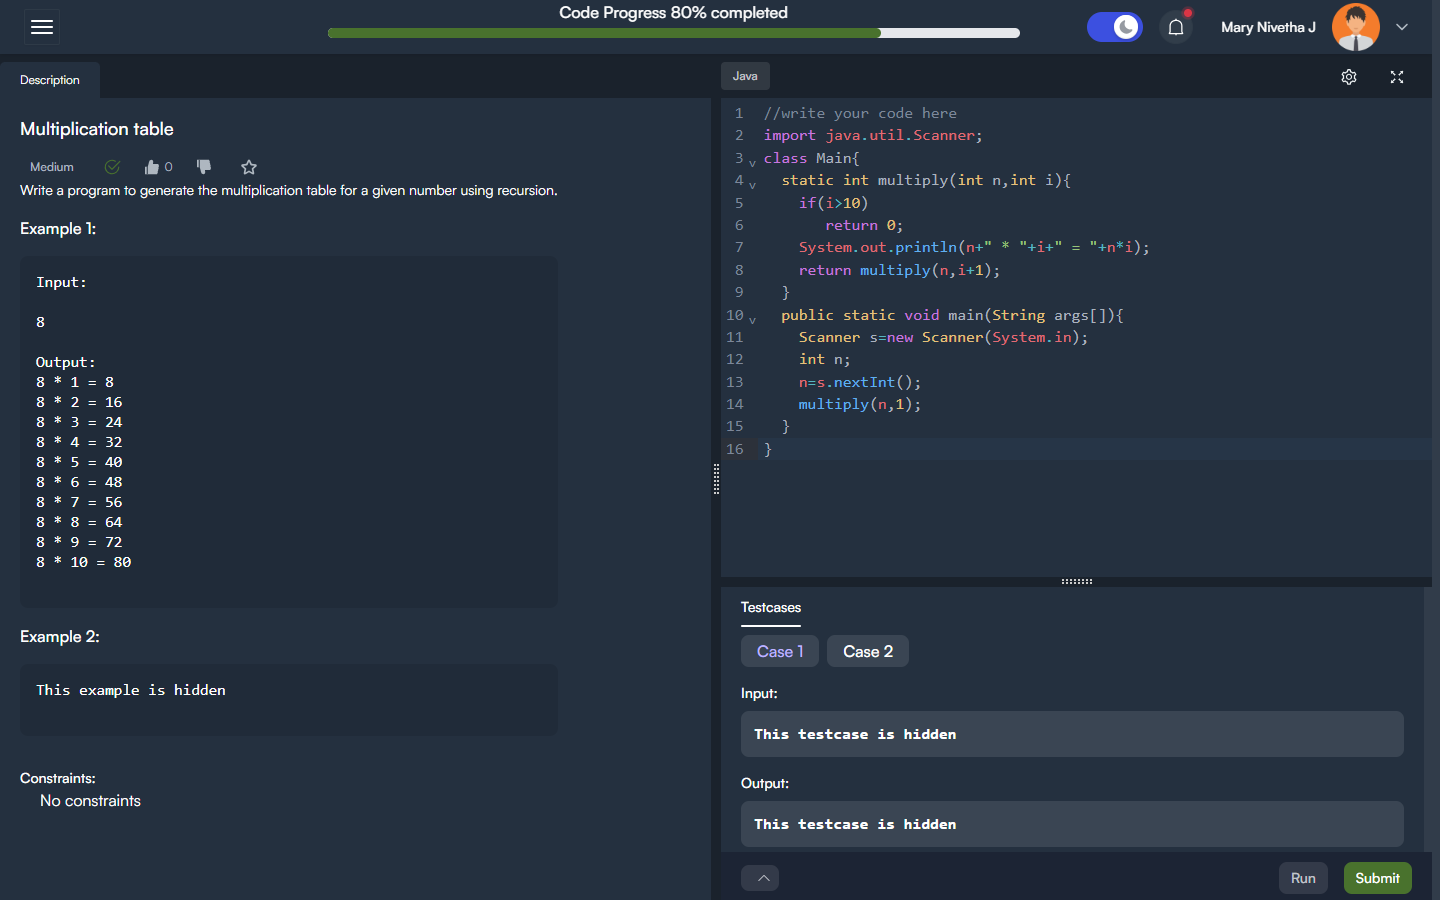 Code Progress 80% completed
Mary Nivetha J
Description
Multiplication table
Medium
0
Write a program to generate the multiplication table for a given number using recursion.
Example 1:
Input:
8
Output:
8 * 1 = 8
8 * 2 = 16
8 * 3 = 24
8 * 4 = 32
8 * 5 = 40
8 * 6 = 48
8 * 7 = 56
8 * 8 = 64
8 * 9 = 72
8 * 10 = 80
Example 2:
This example is hidden
Constraints:
No constraints
Java
1 //write your code here
2 import java.util.Scanner;
3 class Main{
4 static int multiply(int n,int i){
5 if(i>10)
6 return 0;
7 System.out.println(n+" * "+i+" = "+n*i);
8 return multiply(n,i+1);
9 }
10 public static void main(String args[]){
11 Scanner s=new Scanner(System.in);
12 int n;
13 n=s.nextInt();
14 multiply(n,1);
15 }
16 }
Testcases
Case 1 Case 2
Input:
This testcase is hidden
Output:
This testcase is hidden
Run Submit